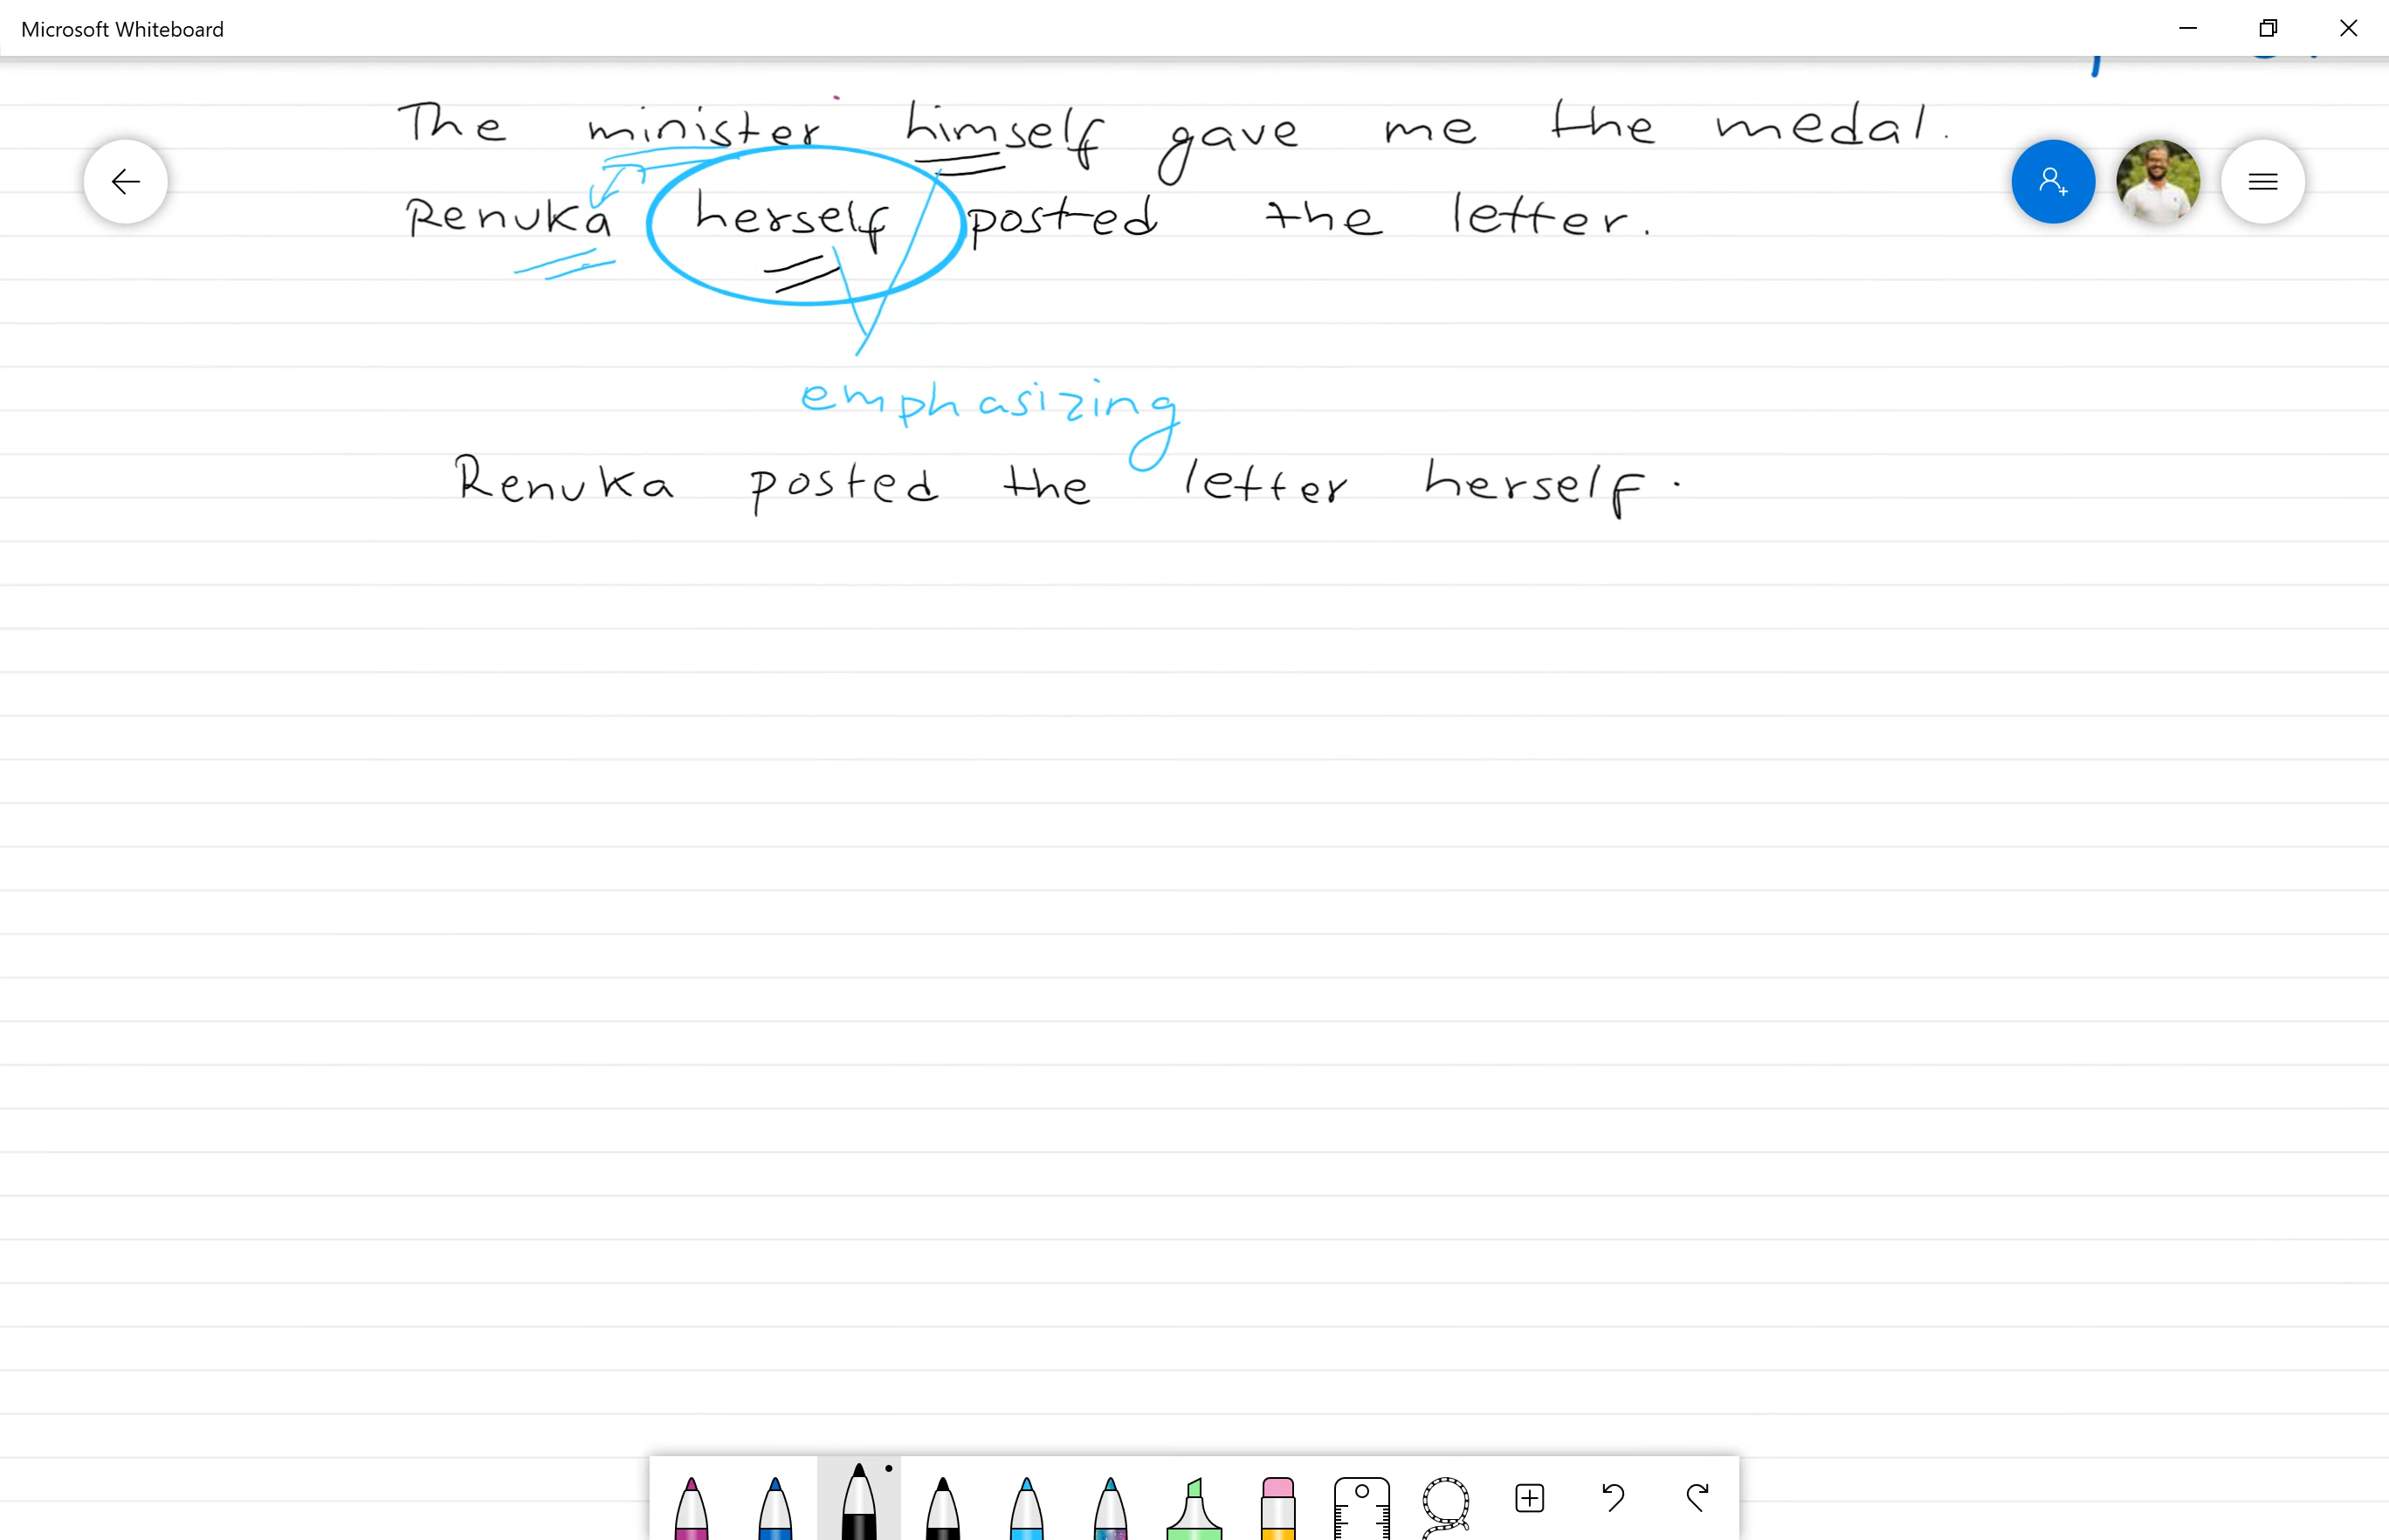 Microsoft Whiteboard
The minister himself gave me the medal.
Renuka herself posted the letter.
emphasizing
Renuka posted the letter herself.